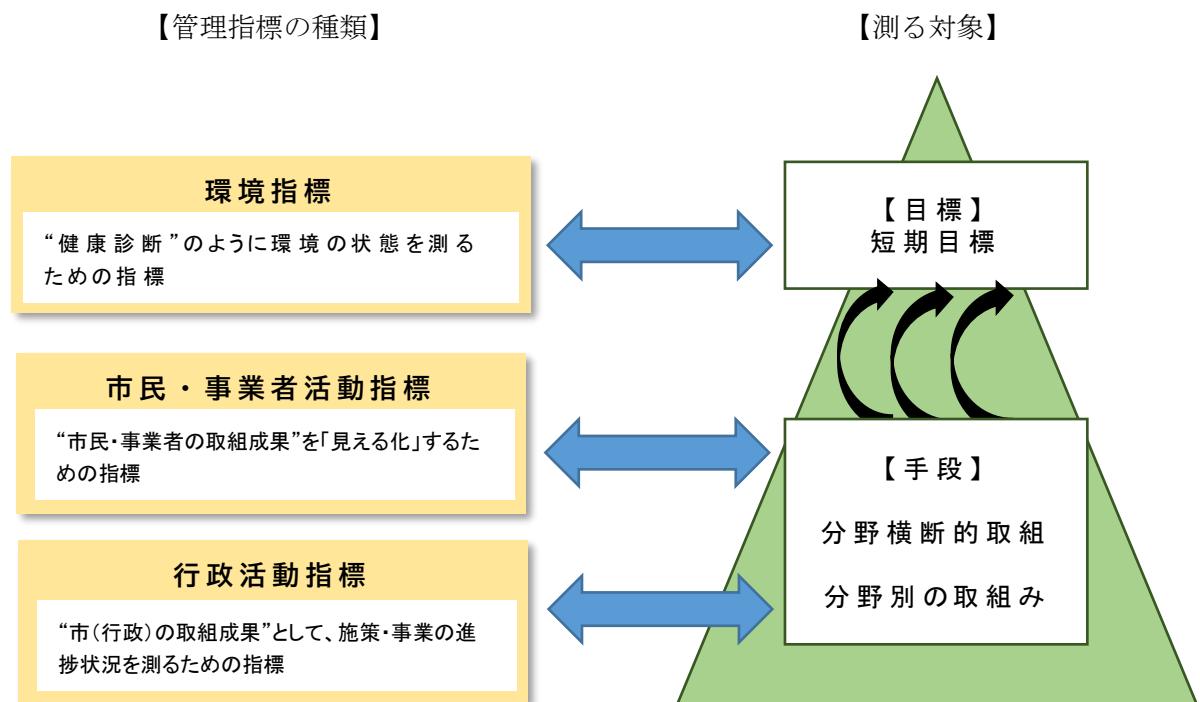 【管理指標の種類】
【測る対象】
環境指標
“健康診断”のように環境の状態を測る
ための指標
市民・事業者活動指標
“市民・事業者の取組成果”を「見える化」するた
めの指標
行政活動指標
“市（行政）の取組成果”として、施策・事業の進
捗状況を測るための指標
【目標】
短期目標
【手段】
分野横断的取組
分野別の取組み